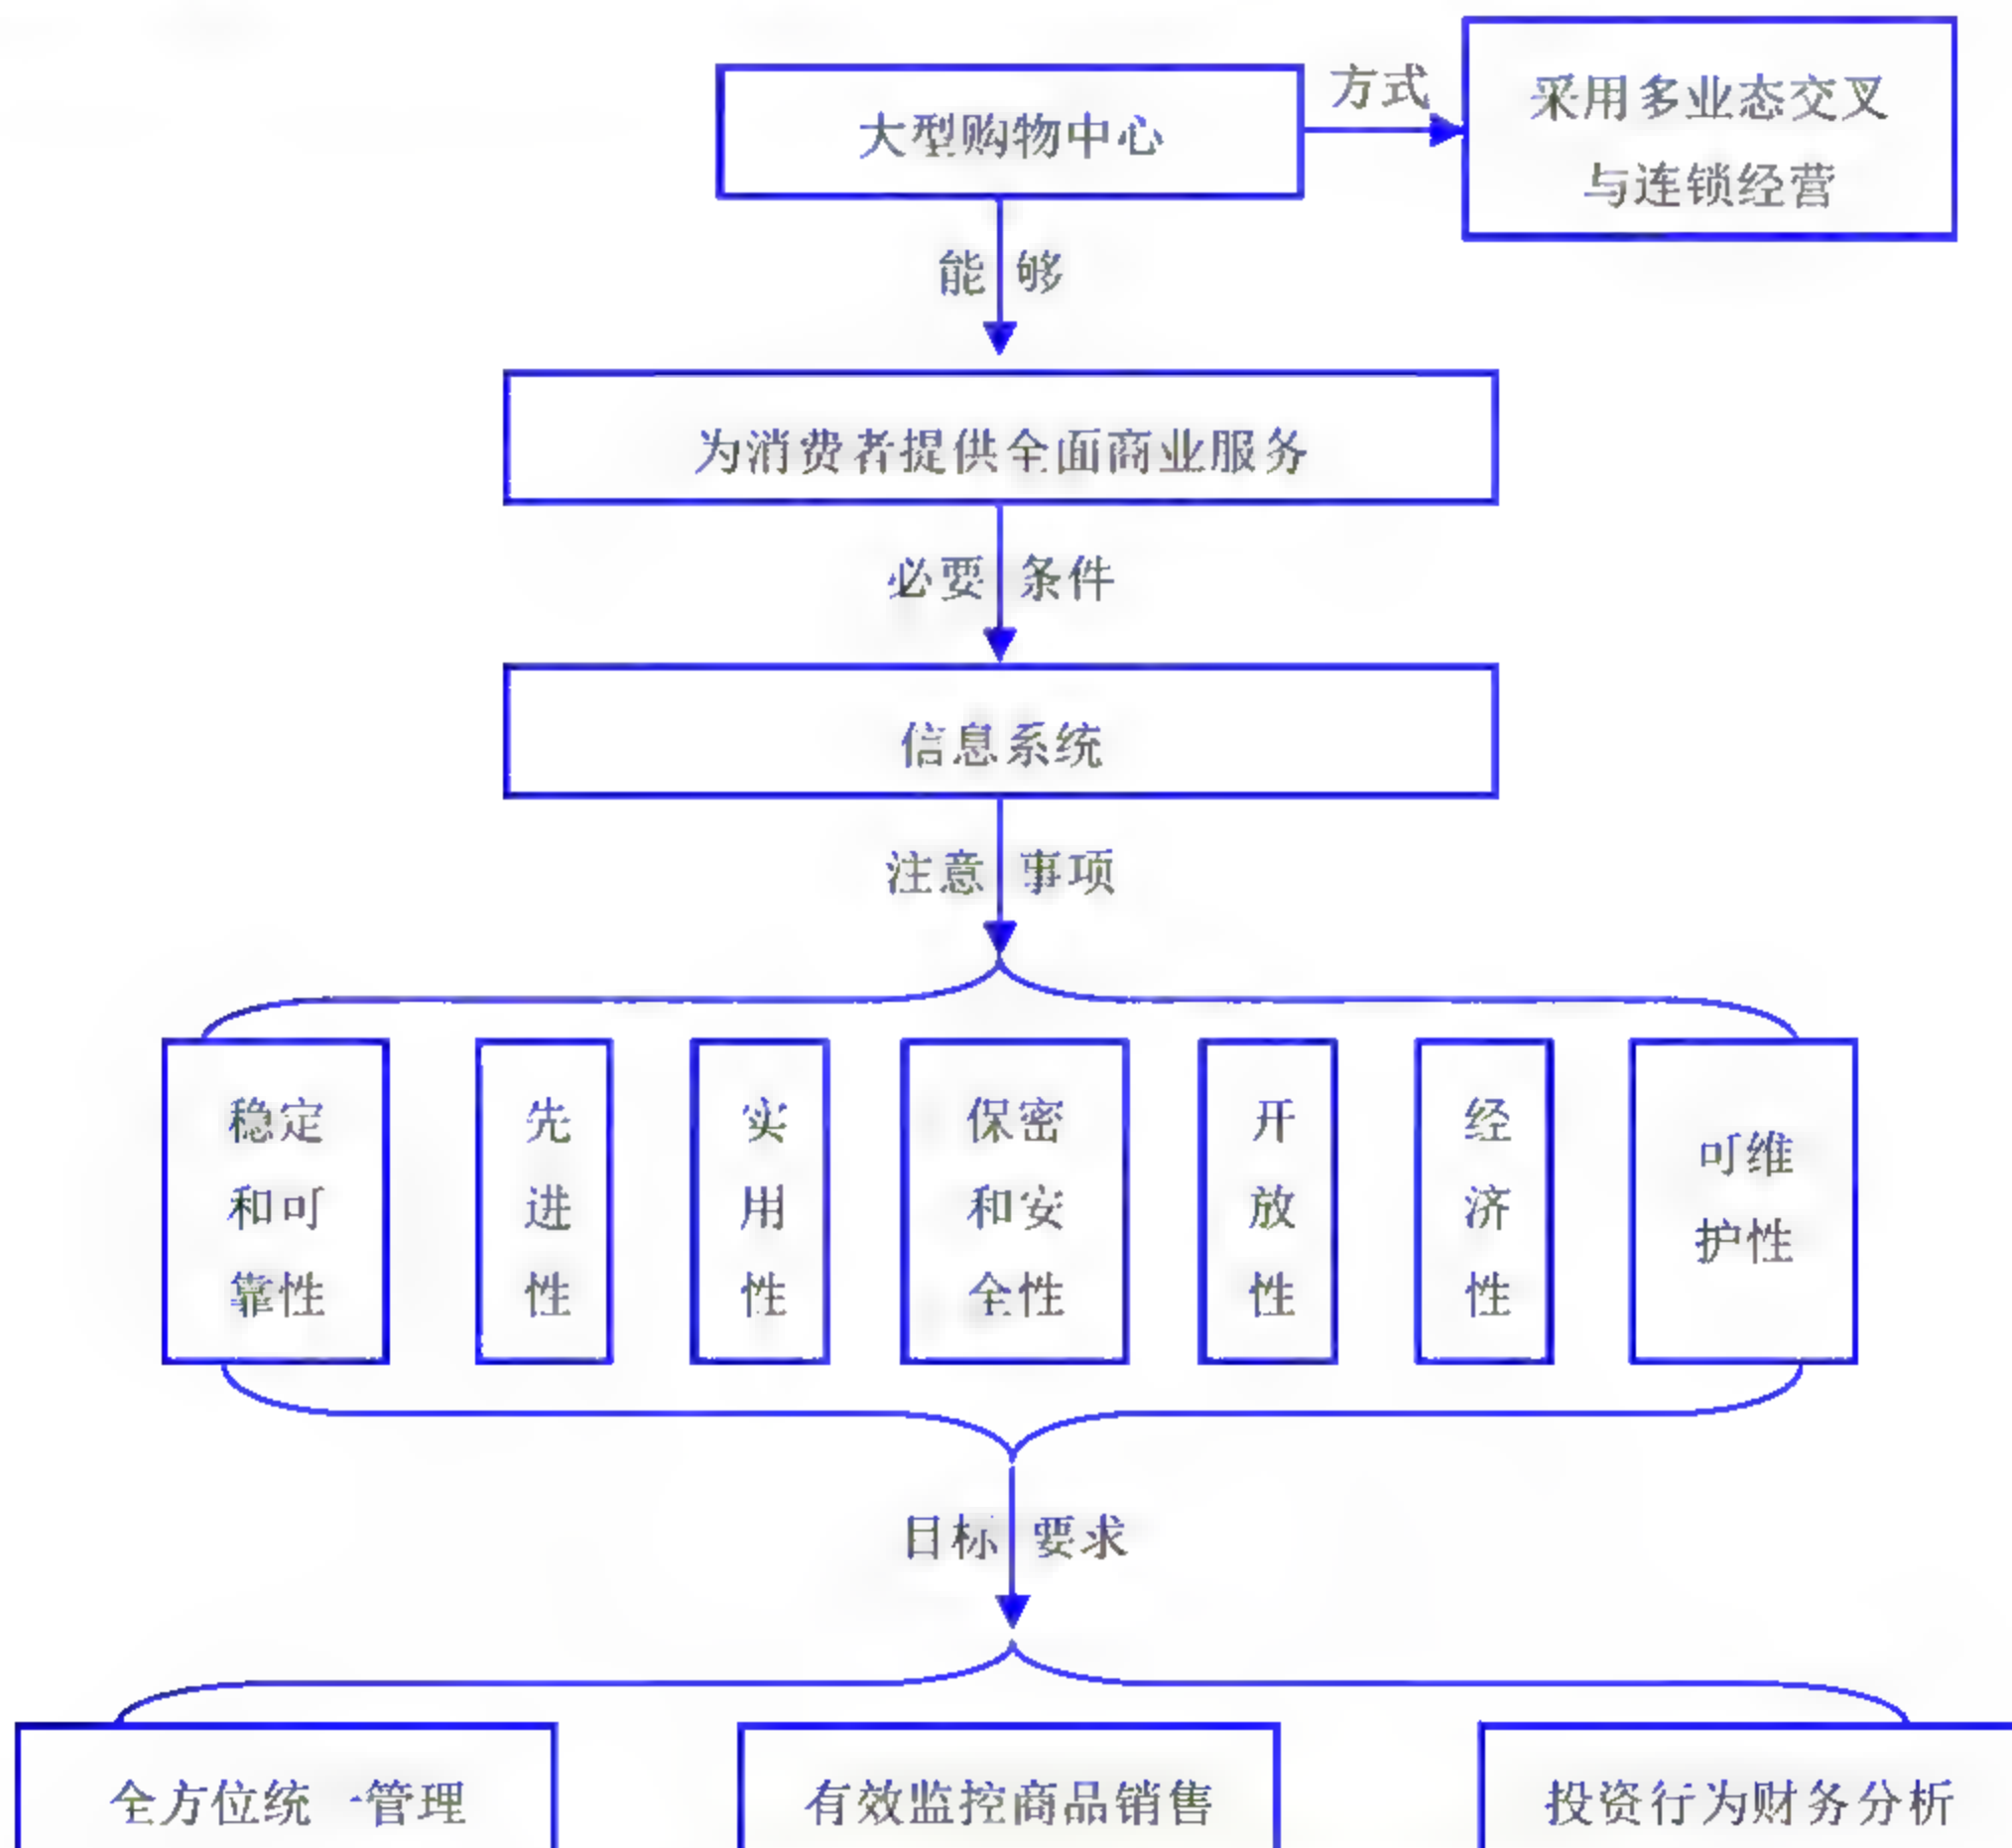 大型购物中心
方式
采用多业态交叉
与连锁经营
能够
为消费者提供全面商业服务
必要条件
信息系统
注意事项
稳定
和可
靠性
先
进
性
实
用
性
保密
和安
全性
开
放
性
经
济
性
可维
护性
目标要求
全方位统一管理
有效监控商品销售
投资行为财务分析